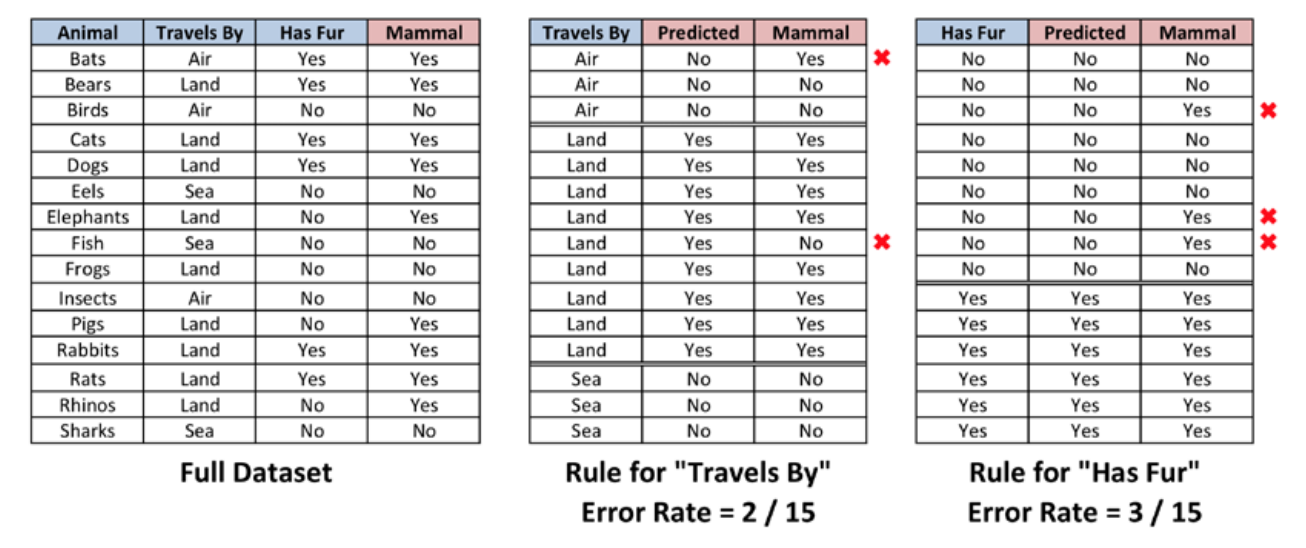 Animal Travels By Has Fur Mammal
Bats Air Yes Yes
Bears Land Yes Yes
Birds Air No No
Cats Land Yes Yes
Dogs Land Yes Yes
Eels Sea No No
Elephants Land No Yes
Fish Sea No No
Frogs Land No No
Insects Air No No
Pigs Land No Yes
Rabbits Land Yes Yes
Rats Land Yes Yes
Rhinos Land No Yes
Sharks Sea No No
Full Dataset
Travels By Predicted Mammal
Air No Yes
Air No No
Air No No
Land Yes Yes
Land Yes Yes
Land Yes Yes
Land Yes Yes
Land Yes No
Land Yes Yes
Land Yes Yes
Land Yes Yes
Land Yes Yes
Sea No No
Sea No No
Sea No No
Rule for "Travels By"
Error Rate = 2 / 15
Has Fur Predicted Mammal
No No No
No No No
No No Yes
No No No
No No No
No No No
No No Yes
No No Yes
No No No
Yes Yes Yes
Yes Yes Yes
Yes Yes Yes
Yes Yes Yes
Yes Yes Yes
Yes Yes Yes
Rule for "Has Fur"
Error Rate = 3 / 15